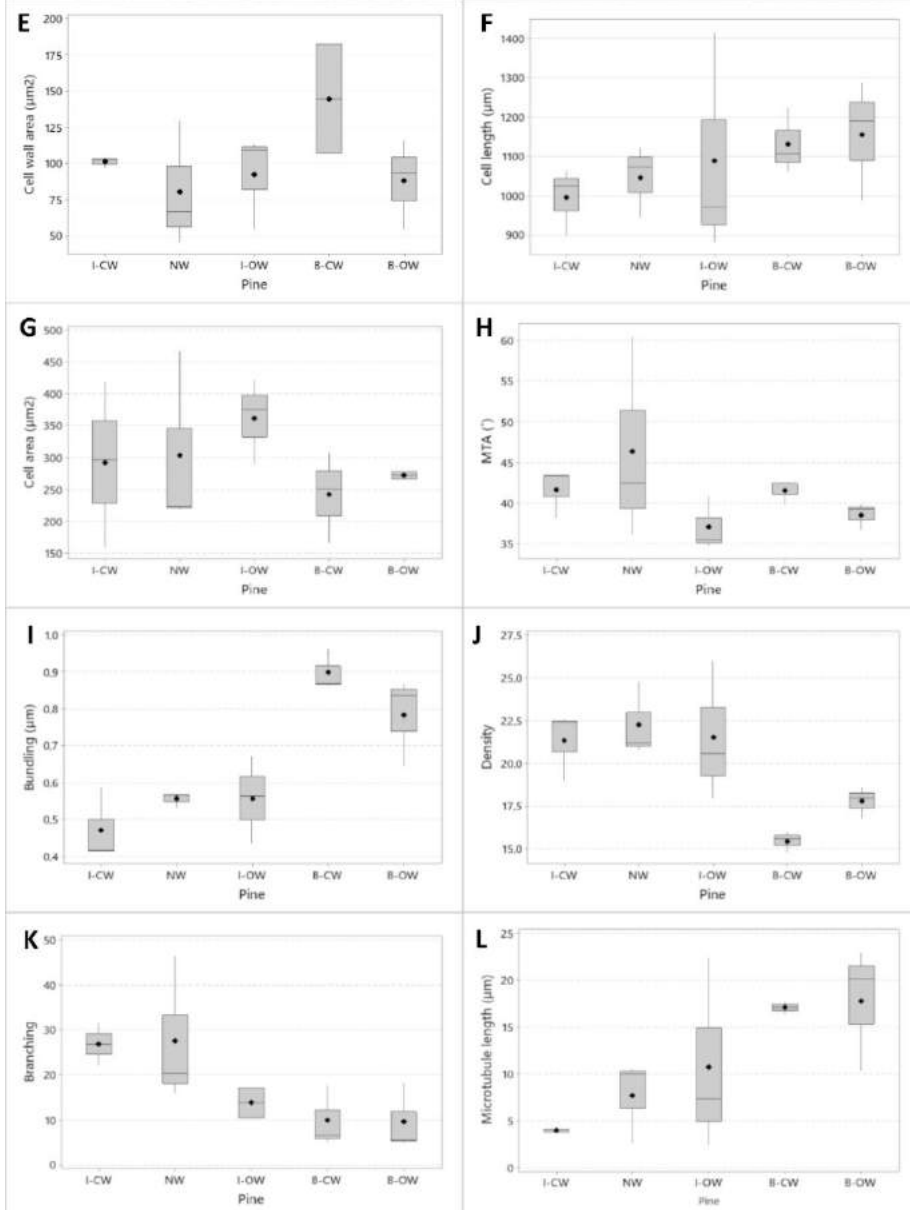 E
Cell wall area (µm2)
200
175
150
125
100
75
50
I-CW NW I-OW B-CW B-OW
Pine
F
Cell length (µm)
1400
1300
1200
1100
1000
900
I-CW NW I-OW B-CW B-OW
Pine
G
Cell area (µm2)
500
450
400
350
300
250
200
150
I-CW NW I-OW B-CW B-OW
Pine
H
MTA (°)
60
55
50
45
40
35
I-CW NW I-OW B-CW B-OW
Pine
I
Bundling (µm)
1.0
0.9
0.8
0.7
0.6
0.5
0.4
I-CW NW I-OW B-CW B-OW
Pine
J
Density
27.5
25.0
22.5
20.0
17.5
15.0
I-CW NW I-OW B-CW B-OW
Pine
K
Branching
50
40
30
20
10
0
I-CW NW I-OW B-CW B-OW
Pine
L
Microtubule length (µm)
25
20
15
10
5
0
I-CW NW I-OW B-CW B-OW
Pine